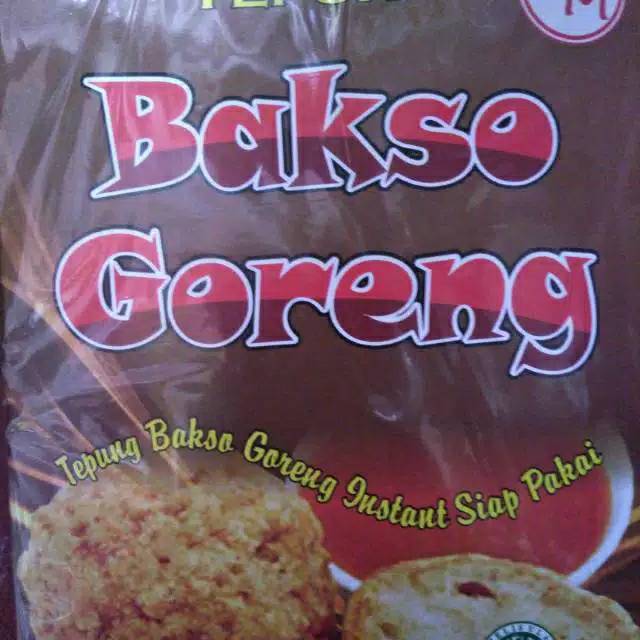 M
Bakso
Goreng
Tepung Bakso Goreng Instant Siap Pakai